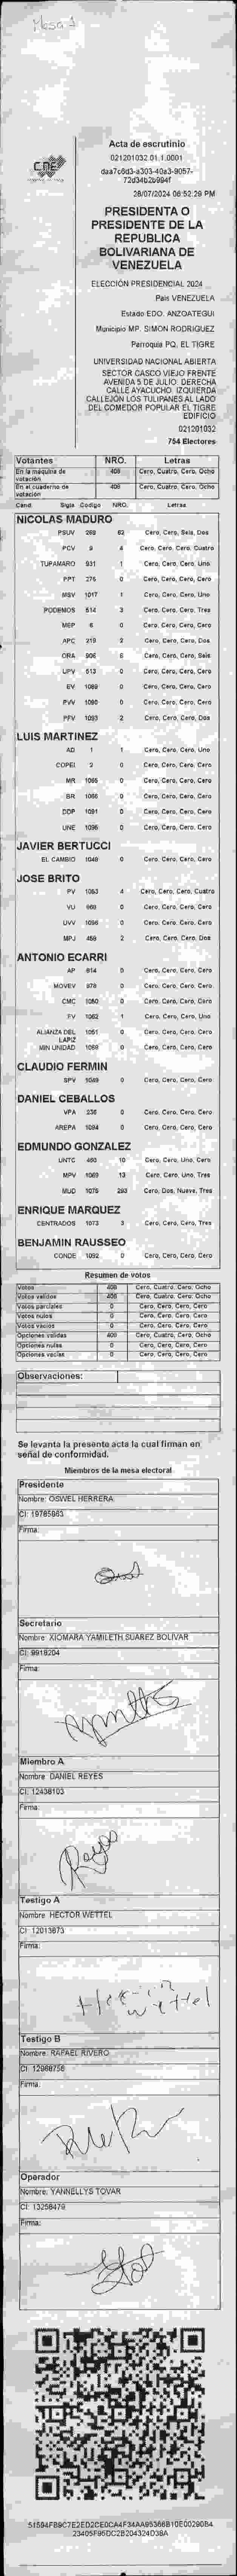 Mesa 1
CNE
Acta de escrutinio
021201032.01.1.0001
28/07/2024 06:52:29 PM
PRESIDENTA O
PRESIDENTE DE LA
REPUBLICA
BOLIVARIANA DE
VENEZUELA
ELECCIÓN PRESIDENCIAL 2024
País VENEZUELA
Estado EDO. ANZOATEGUI
Municipio MP. SIMON RODRIGUEZ
Parroquia PQ. EL TIGRE
UNIVERSIDAD NACIONAL ABIERTA
SECTOR CASCO VIEJO FRENTE
AVENIDA 5 DE JULIO. DERECHA
CALLE AYACUCHO. IZQUIERDA
CALLEJÓN LOS TULIPANES AL LADO
DEL COMEDOR POPULAR EL TIGRE
EDIFICIO
021201032
754 Electores
Votantes NRO. Letras
En la máquina de votación 408 Cero, Cuatro, Cero, Ocho
En el cuaderno de votación 408 Cero, Cuatro, Cero, Ocho
Cand. Sigla Codigo NRO. Letras
NICOLAS MADURO
PSUV 268 62 Cero, Cero, Seis, Dos
PCV 9 4 Cero, Cero, Cero, Cuatro
TUPAMARO 931 1 Cero, Cero, Cero, Uno
PPT 275 0 Cero, Cero, Cero, Cero
MSV 1017 1 Cero, Cero, Cero, Uno
PODEMOS 514 3 Cero, Cero, Cero, Tres
MEP 6 0 Cero, Cero, Cero, Cero
APC 219 2 Cero, Cero, Cero, Dos
ORA 906 6 Cero, Cero, Cero, Seis
UPV 513 0 Cero, Cero, Cero, Cero
EV 1089 0 Cero, Cero, Cero, Cero
PVV 1090 0 Cero, Cero, Cero, Cero
PFV 1093 2 Cero, Cero, Cero, Dos
LUIS MARTINEZ
AD 1 1 Cero, Cero, Cero, Uno
COPEI 2 0 Cero, Cero, Cero, Cero
MR 1065 0 Cero, Cero, Cero, Cero
BR 1066 0 Cero, Cero, Cero, Cero
DDP 1091 0 Cero, Cero, Cero, Cero
UNE 1095 0 Cero, Cero, Cero, Cero
JAVIER BERTUCCI
EL CAMBIO 1049 0 Cero, Cero, Cero, Cero
JOSE BRITO
PV 1053 4 Cero, Cero, Cero, Cuatro
VU 969 0 Cero, Cero, Cero, Cero
UVV 1096 0 Cero, Cero, Cero, Cero
MPJ 459 2 Cero, Cero, Cero, Dos
ANTONIO ECARRI
AP 914 0 Cero, Cero, Cero, Cero
MOVEV 978 0 Cero, Cero, Cero, Cero
CMC 1050 0 Cero, Cero, Cero, Cero
FV 1062 1 Cero, Cero, Cero, Uno
ALIANZA DEL LAPIZ 1051 0 Cero, Cero, Cero, Cero
MIN UNIDAD 1069 0 Cero, Cero, Cero, Cero
CLAUDIO FERMIN
SPV 1049 0 Cero, Cero, Cero, Cero
DANIEL CEBALLOS
VPA 236 0 Cero, Cero, Cero, Cero
AREPA 1094 0 Cero, Cero, Cero, Cero
EDMUNDO GONZALEZ
UNTC 460 10 Cero, Cero, Uno, Cero
MPV 1069 13 Cero, Cero, Uno, Tres
MUD 1075 293 Cero, Dos, Nueve, Tres
ENRIQUE MARQUEZ
CENTRADOS 1073 3 Cero, Cero, Cero, Tres
BENJAMIN RAUSSEO
CONDE 1092 0 Cero, Cero, Cero, Cero
Resumen de votos
Votos 408 Cero, Cuatro, Cero, Ocho
Votos validos 408 Cero, Cuatro, Cero, Ocho
Votos parciales 0 Cero, Cero, Cero, Cero
Votos nulos 0 Cero, Cero, Cero, Cero
Votos vacíos 0 Cero, Cero, Cero, Cero
Opciones validas 408 Cero, Cuatro, Cero, Ocho
Opciones nulas 0 Cero, Cero, Cero, Cero
Opciones vacías 0 Cero, Cero, Cero, Cero
Observaciones:
Se levanta la presente acta la cual firman en
señal de conformidad.
Miembros de la mesa electoral
Presidente
Nombre: OSWEL HERRERA
CI: 19785963
Firma:
Secretario
Nombre: XIOMARA YAMILETH SUAREZ BOLIVAR
CI: 9918204
Firma:
Miembro A
Nombre: DANIEL REYES
CI: 12438103
Firma:
Reyes
Testigo A
Nombre: HECTOR WETTEL
CI: 12013673
Firma:
Hector
wettel
Testigo B
Nombre: RAFAEL RIVERO
CI: 12968756
Firma:
Operador
Nombre: YANNELLYS TOVAR
CI: 13258479
Firma: